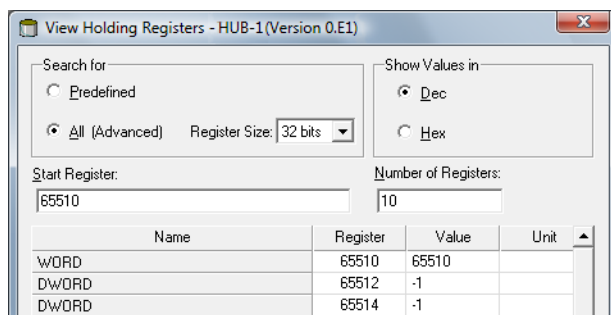 View Holding Registers - HUB-1(Version 0.E1)
Search for
Predefined
All (Advanced) Register Size: 32 bits
Show Values in
Dec
Hex
Start Register:
65510
Number of Registers:
10
Name Register Value Unit
WORD 65510 65510
DWORD 65512 -1
DWORD 65514 -1